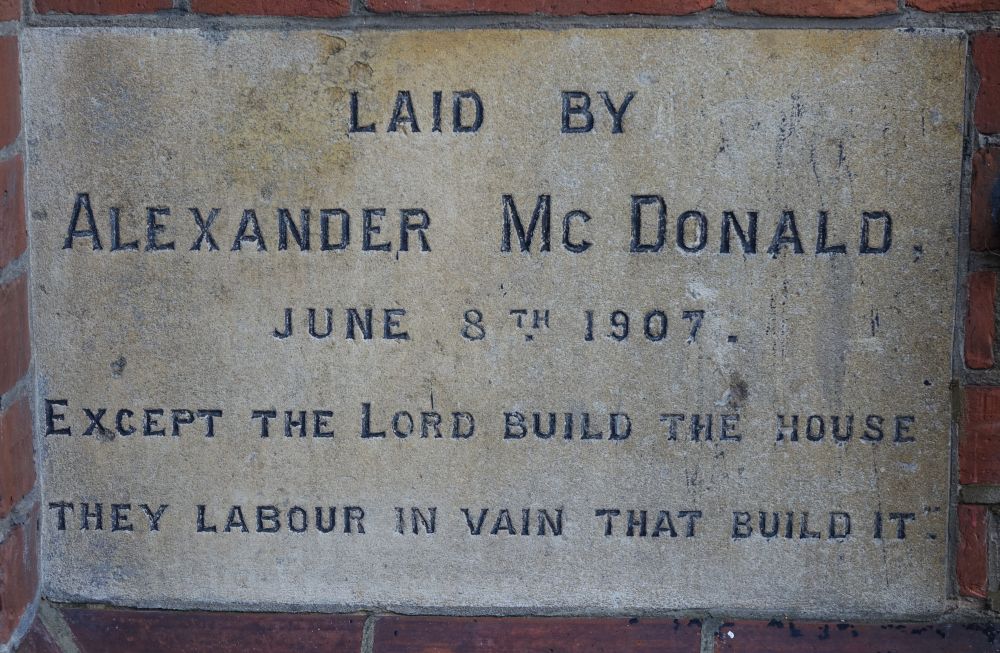 LAID BY
ALEXANDER MC DONALD.
JUNE 8TH 1907.
EXCEPT THE LORD BUILD THE HOUSE
THEY LABOUR IN VAIN THAT BUILD IT".